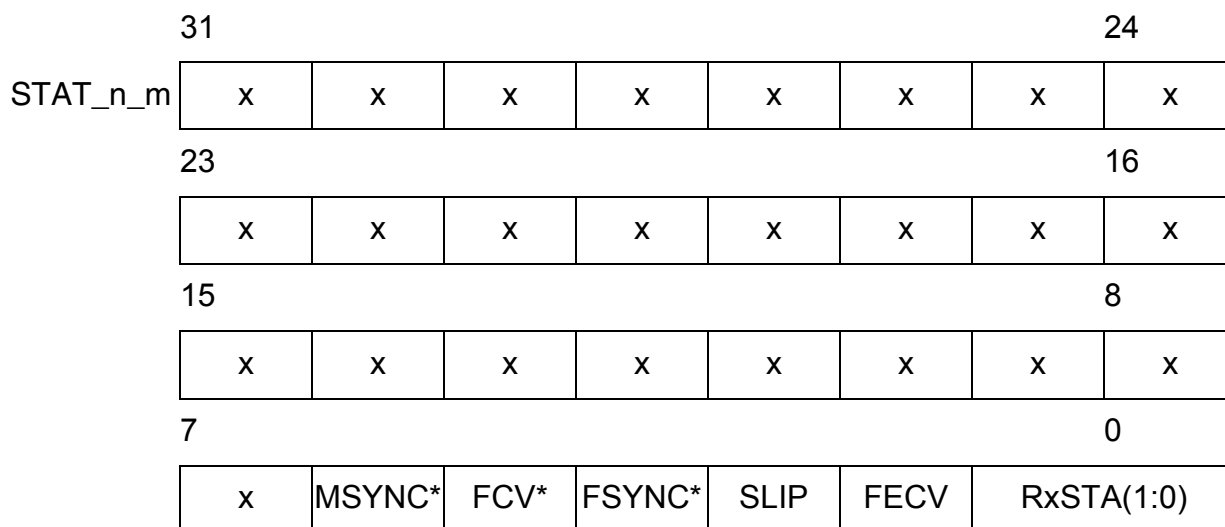 31 24
STAT_n_m x x x x x x x x
23 16
x x x x x x x x
15 8
x x x x x x x x
7 0
x MSYNC* FCV* FSYNC* SLIP FECV RxSTA(1:0)